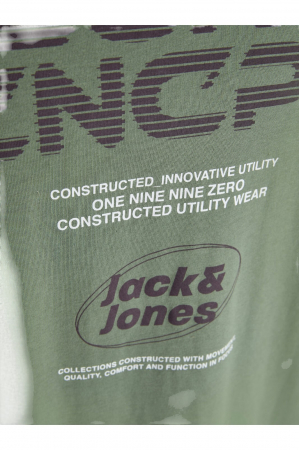 CONSTRUCTED_INNOVATIVE UTILITY
ONE NINE NINE ZERO
CONSTRUCTED UTILITY WEAR
Jack&
Jones
COLLECTIONS CONSTRUCTED WITH
QUALITY, COMFORT AND FUNCTION IN